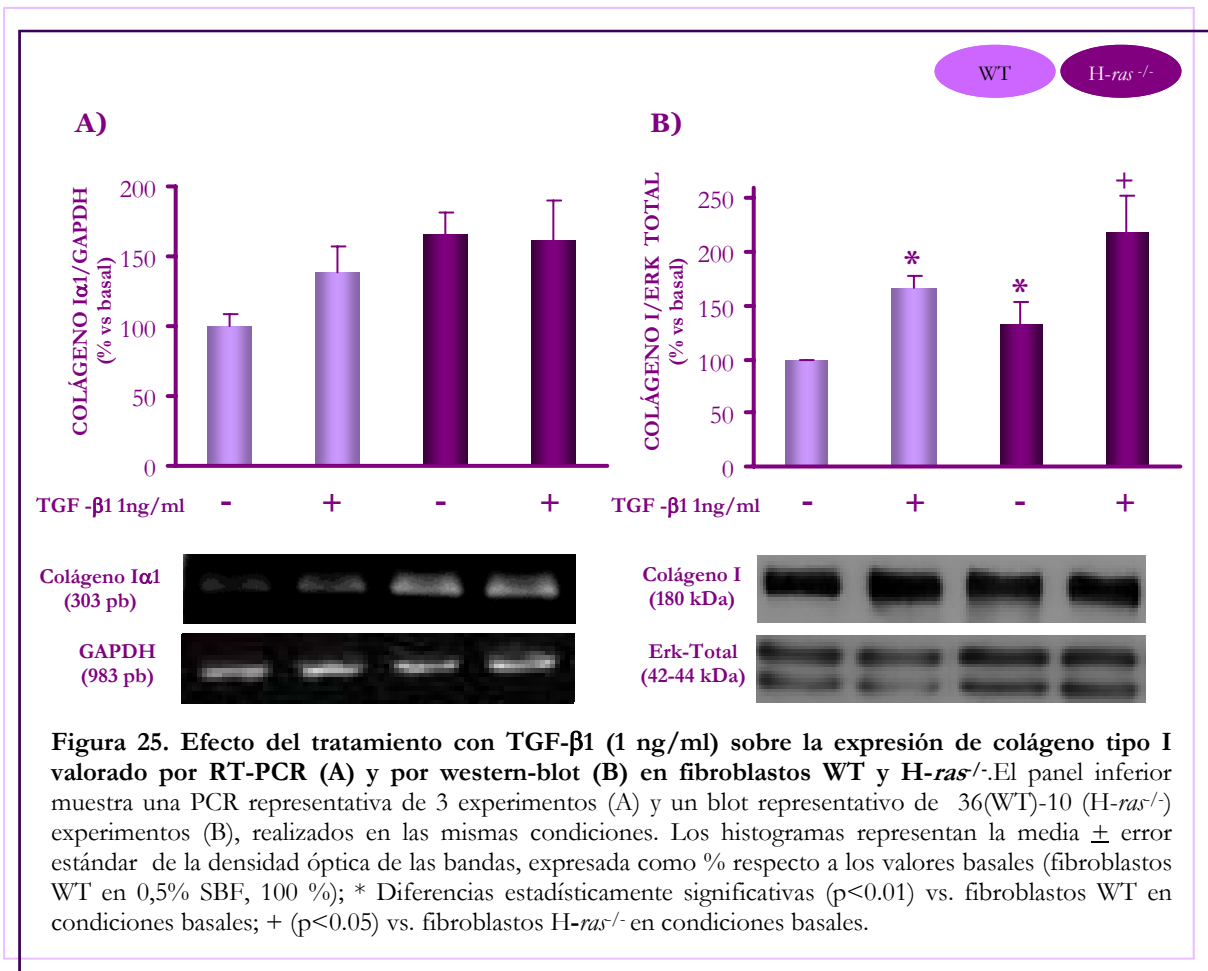 WT H-ras -/-
A) B)
COLÁGENO Iα1/GAPDH
(% vs basal)
200
150
100
50
0
TGF -β1 1ng/ml - + - +
Colágeno Iα1
(303 pb)
GAPDH
(983 pb)
COLÁGENO I/ERK TOTAL
(% vs basal)
250
200
150
100
50
0
* * +
TGF -β1 1ng/ml - + - +
Colágeno I
(180 kDa)
Erk-Total
(42-44 kDa)
Figura 25. Efecto del tratamiento con TGF-β1 (1 ng/ml) sobre la expresión de colágeno tipo I
valorado por RT-PCR (A) y por western-blot (B) en fibroblastos WT y H-ras-/-.El panel inferior
muestra una PCR representativa de 3 experimentos (A) y un blot representativo de 36(WT)-10 (H-ras-/-)
experimentos (B), realizados en las mismas condiciones. Los histogramas representan la media ± error
estándar de la densidad óptica de las bandas, expresada como % respecto a los valores basales (fibroblastos
WT en 0,5% SBF, 100 %); * Diferencias estadísticamente significativas (p<0.01) vs. fibroblastos WT en
condiciones basales; + (p<0.05) vs. fibroblastos H-ras-/- en condiciones basales.